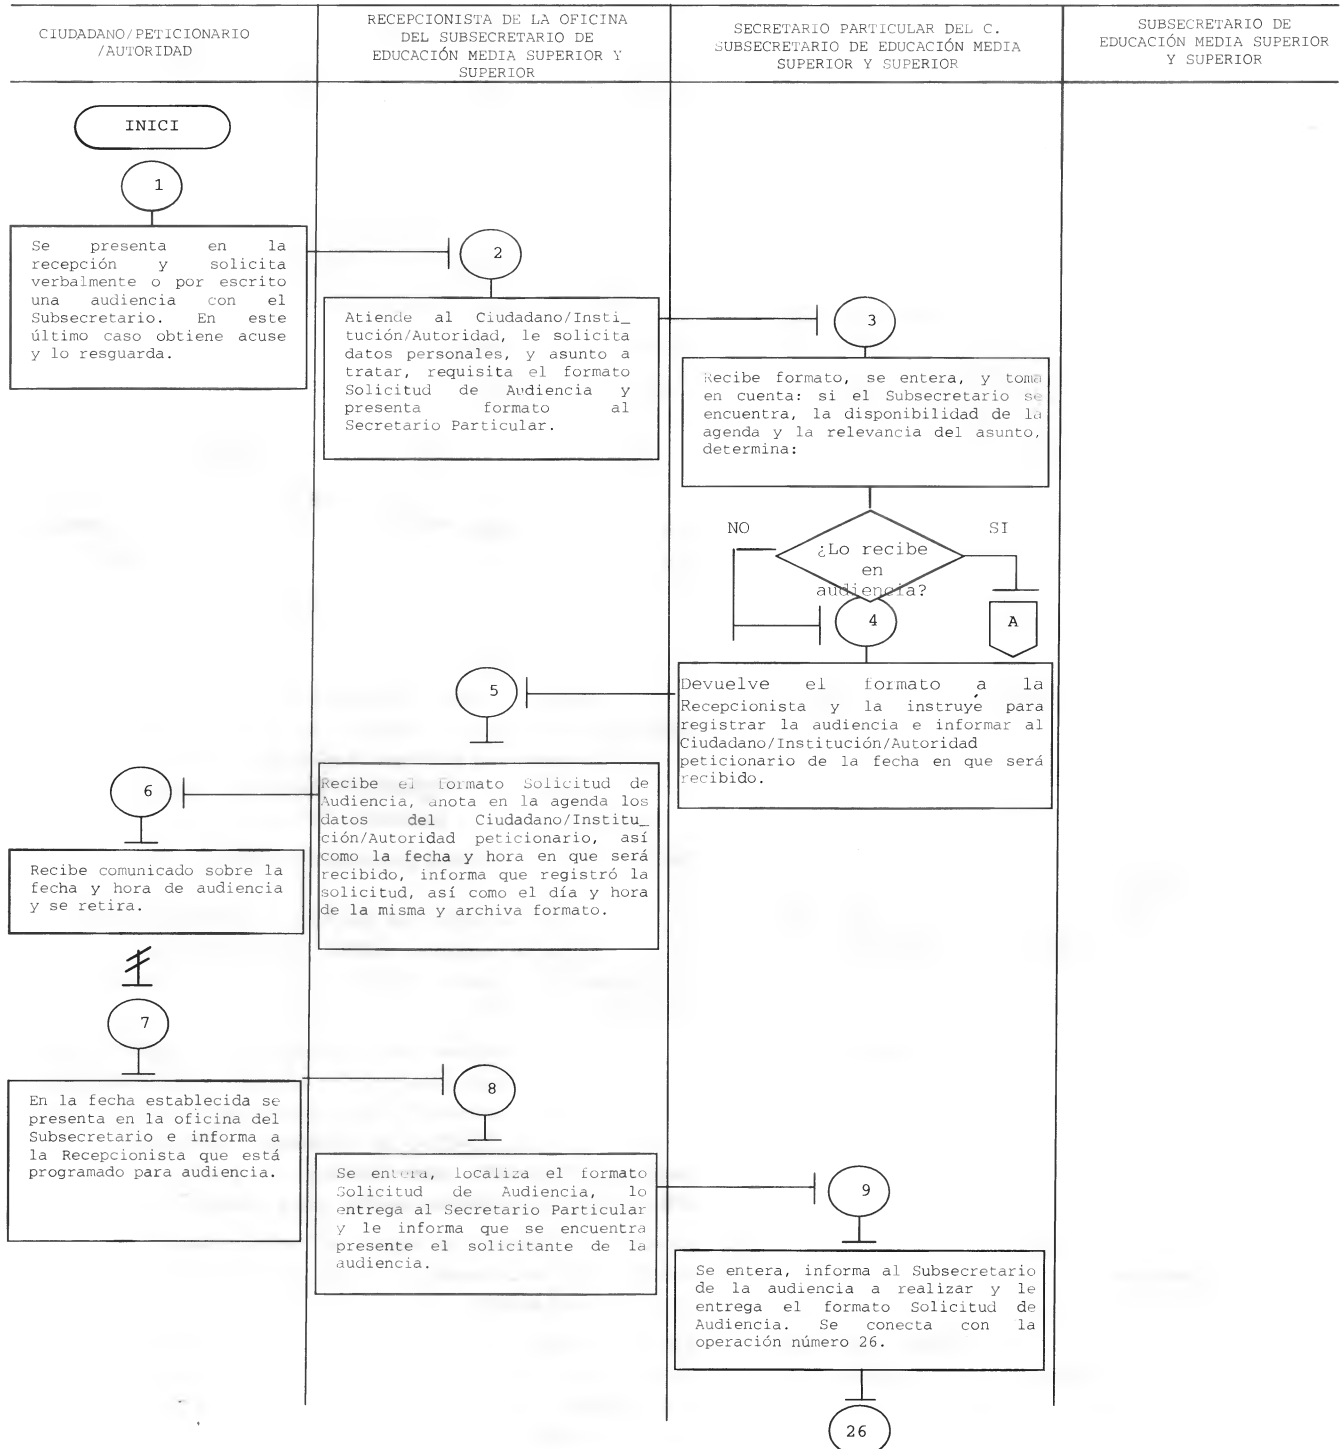 CIUDADANO/PETICIONARIO
/AUTORIDAD
RECEPCIONISTA DE LA OFICINA
DEL SUBSECRETARIO DE
EDUCACIÓN MEDIA SUPERIOR Y
SUPERIOR
SECRETARIO PARTICULAR DEL C.
SUBSECRETARIO DE EDUCACIÓN MEDIA
SUPERIOR Y SUPERIOR
SUBSECRETARIO DE
EDUCACIÓN MEDIA SUPERIOR
Y SUPERIOR
INICI
1
Se presenta en la
recepción y solicita
verbalmente o por escrito
una audiencia con el
Subsecretario. En este
último caso obtiene acuse
y lo resguarda.
2
Atiende al Ciudadano/Insti_
tución/Autoridad, le solicita
datos personales, y asunto a
tratar, requisita el formato
Solicitud de Audiencia y
presenta formato al
Secretario Particular.
3
Recibe formato, se entera, y toma
en cuenta: si el Subsecretario se
encuentra, la disponibilidad de la
agenda y la relevancia del asunto,
determina:
NO
SI
¿Lo recibe
en
audiencia?
4
A
Devuelve el formato a la
Recepcionista y la instruye para
registrar la audiencia e informar al
Ciudadano/Institución/Autoridad
peticionario de la fecha en que será
recibido.
5
Recibe el formato Solicitud de
Audiencia, anota en la agenda los
datos del Ciudadano/Institu_
ción/Autoridad peticionario, así
como la fecha y hora en que será
recibido, informa que registró la
solicitud, así como el día y hora
de la misma y archiva formato.
6
Recibe comunicado sobre la
fecha y hora de audiencia
y se retira.
7
En la fecha establecida se
presenta en la oficina del
Subsecretario e informa a
la Recepcionista que está
programado para audiencia.
8
Se entera, localiza el formato
Solicitud de Audiencia, lo
entrega al Secretario Particular
y le informa que se encuentra
presente el solicitante de la
audiencia.
9
Se entera, informa al Subsecretario
de la audiencia a realizar y le
entrega el formato Solicitud de
Audiencia. Se conecta con la
operación número 26.
26